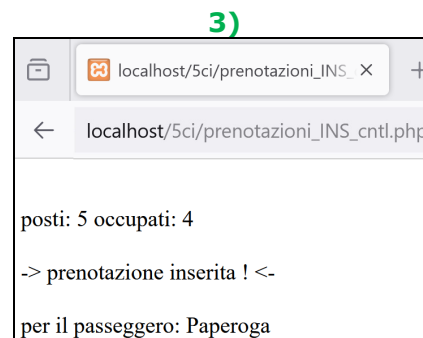 3)
localhost/5ci/prenotazioni_INS_
localhost/5ci/prenotazioni_INS_cntl.php
posti: 5 occupati: 4
-> prenotazione inserita ! <-
per il passeggero: Paperoga